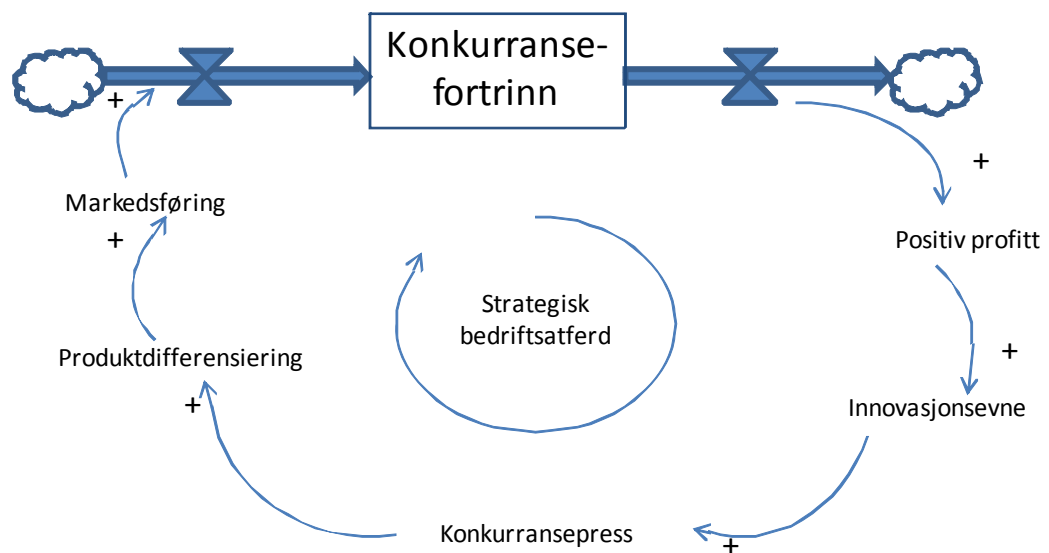 Konkurranse-
fortrinn
+
+
Markedsføring
+
Positiv profitt
Strategisk
bedriftsatferd
+
Produktdifferensiering
+
Innovasjonsevne
Konkurransepress
+